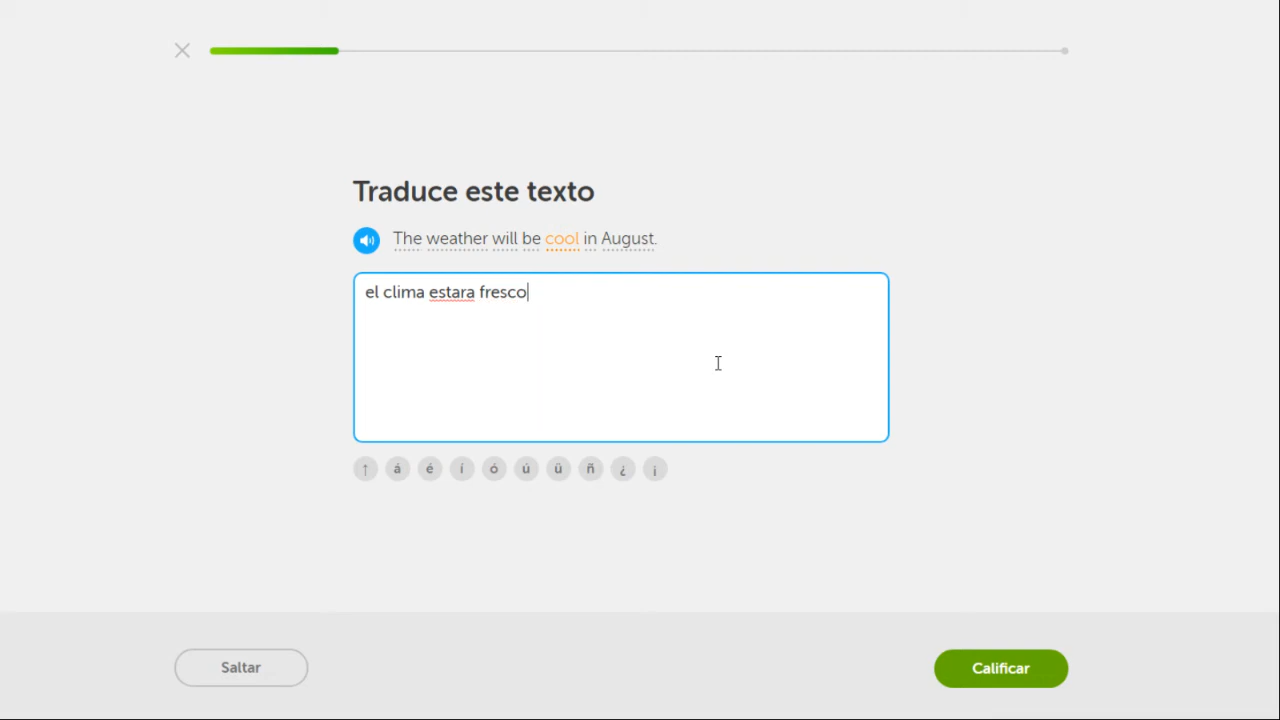 Traduce este texto
The weather will be cool in August.
el clima estara fresco
↑ á é í ó ú ü ñ ¿ ¡
Saltar
Calificar